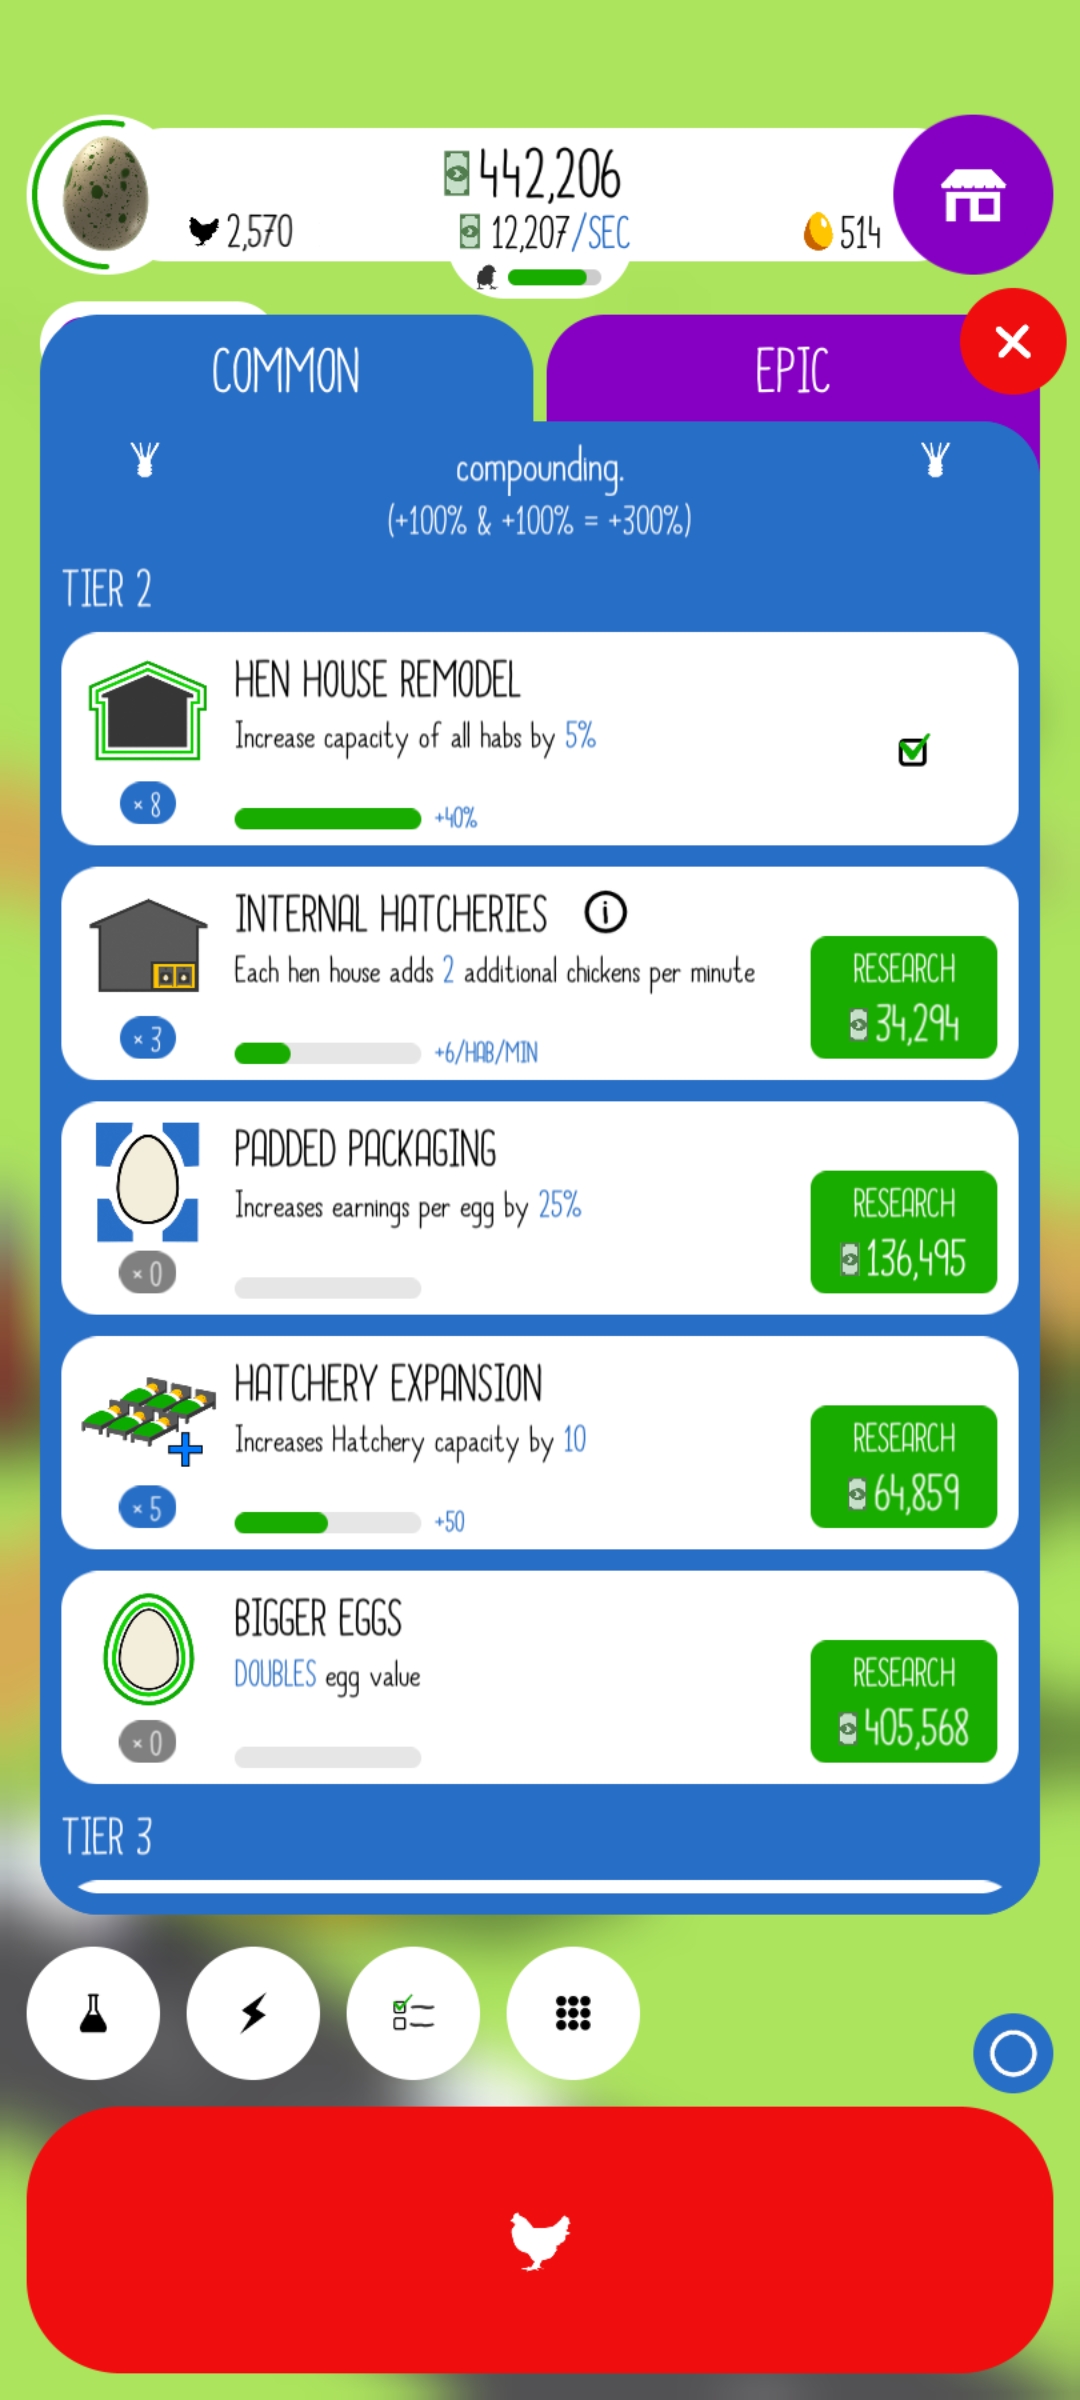 442,206
2,570
12,207/SEC
514
COMMON
EPIC
compounding.
(+100% & +100% = +300%)
TIER 2
HEN HOUSE REMODEL
Increase capacity of all habs by 5%
× 8
+40%
INTERNAL HATCHERIES i
Each hen house adds 2 additional chickens per minute
RESEARCH
34,294
× 3
+6/HAB/MIN
PADDED PACKAGING
Increases earnings per egg by 25%
RESEARCH
136,495
× 0
HATCHERY EXPANSION
Increases Hatchery capacity by 10
RESEARCH
64,859
× 5
+50
BIGGER EGGS
DOUBLES egg value
RESEARCH
405,568
× 0
TIER 3